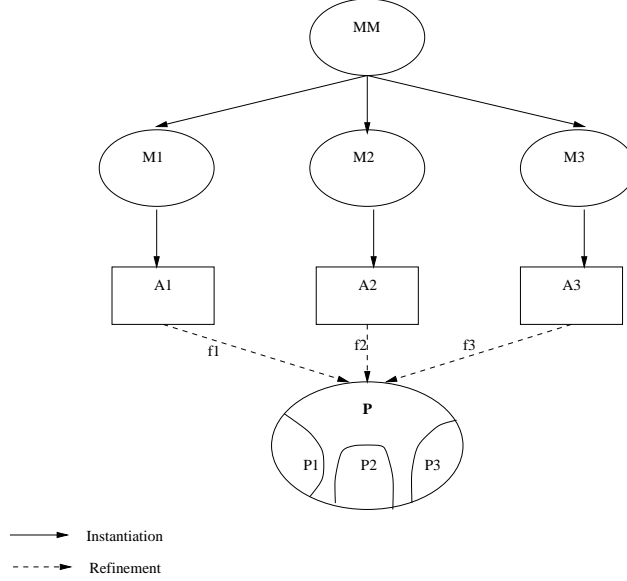 MM
M1
M2
M3
A1
A2
A3
f1
f2
f3
P
P1
P2
P3
Instantiation
Refinement